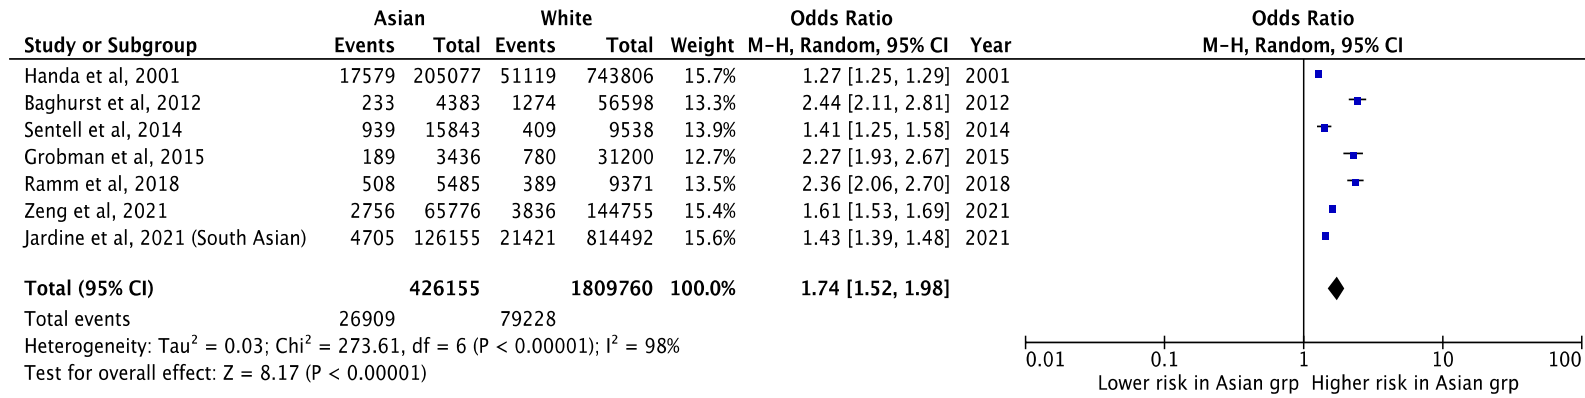 Asian White Odds Ratio Odds Ratio
Study or Subgroup Events Total Events Total Weight M-H, Random, 95% CI Year M-H, Random, 95% CI
Handa et al, 2001 17579 205077 51119 743806 15.7% 1.27 [1.25, 1.29] 2001
Baghurst et al, 2012 233 4383 1274 56598 13.3% 2.44 [2.11, 2.81] 2012
Sentell et al, 2014 939 15843 409 9538 13.9% 1.41 [1.25, 1.58] 2014
Grobman et al, 2015 189 3436 780 31200 12.7% 2.27 [1.93, 2.67] 2015
Ramm et al, 2018 508 5485 389 9371 13.5% 2.36 [2.06, 2.70] 2018
Zeng et al, 2021 2756 65776 3836 144755 15.4% 1.61 [1.53, 1.69] 2021
Jardine et al, 2021 (South Asian) 4705 126155 21421 814492 15.6% 1.43 [1.39, 1.48] 2021
Total (95% CI) 426155 1809760 100.0% 1.74 [1.52, 1.98]
Total events 26909 79228
Heterogeneity: Tau² = 0.03; Chi² = 273.61, df = 6 (P < 0.00001); I² = 98%
Test for overall effect: Z = 8.17 (P < 0.00001)
0.01 0.1 1 10 100
Lower risk in Asian grp Higher risk in Asian grp